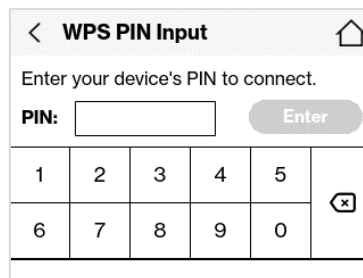 WPS PIN Input
Enter your device's PIN to connect.
PIN:
Enter
1 2 3 4 5
6 7 8 9 0